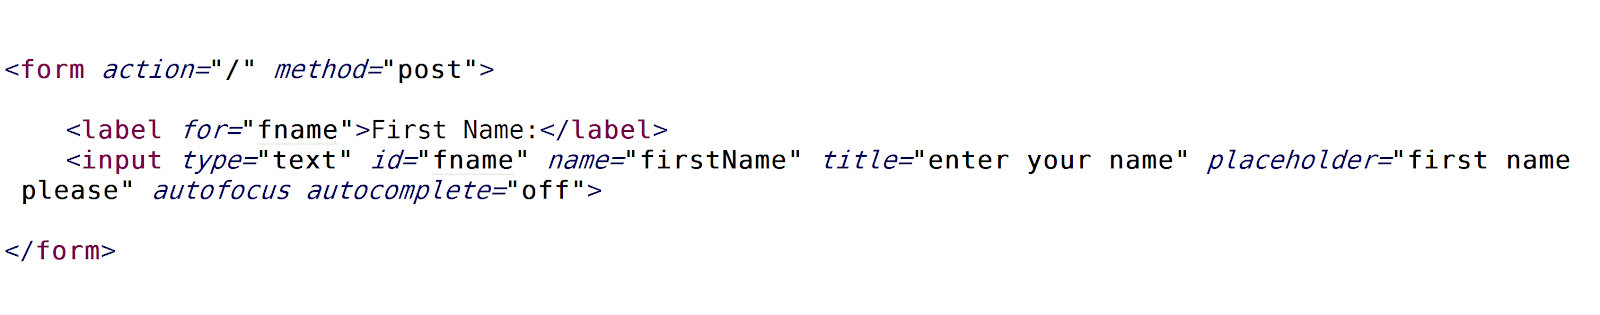 <form action="/" method="post">
<label for="fname">First Name:</label>
<input type="text" id="fname" name="firstName" title="enter your name" placeholder="first name
please" autofocus autocomplete="off">
</form>